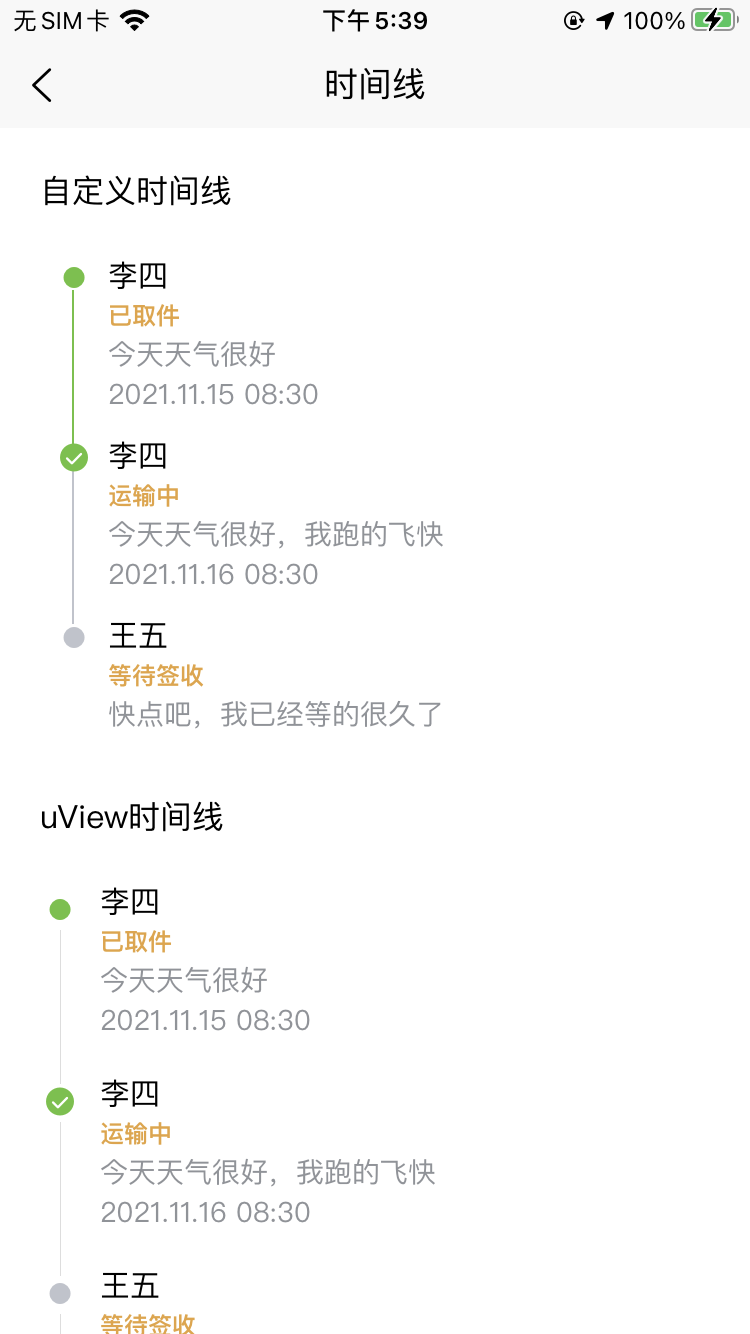 无SIM卡 下午5:39 100%
时间线
自定义时间线
李四
已取件
今天天气很好
2021.11.15 08:30
李四
运输中
今天天气很好，我跑的飞快
2021.11.16 08:30
王五
等待签收
快点吧，我已经等的很久了
uView时间线
李四
已取件
今天天气很好
2021.11.15 08:30
李四
运输中
今天天气很好，我跑的飞快
2021.11.16 08:30
王五
等待签收